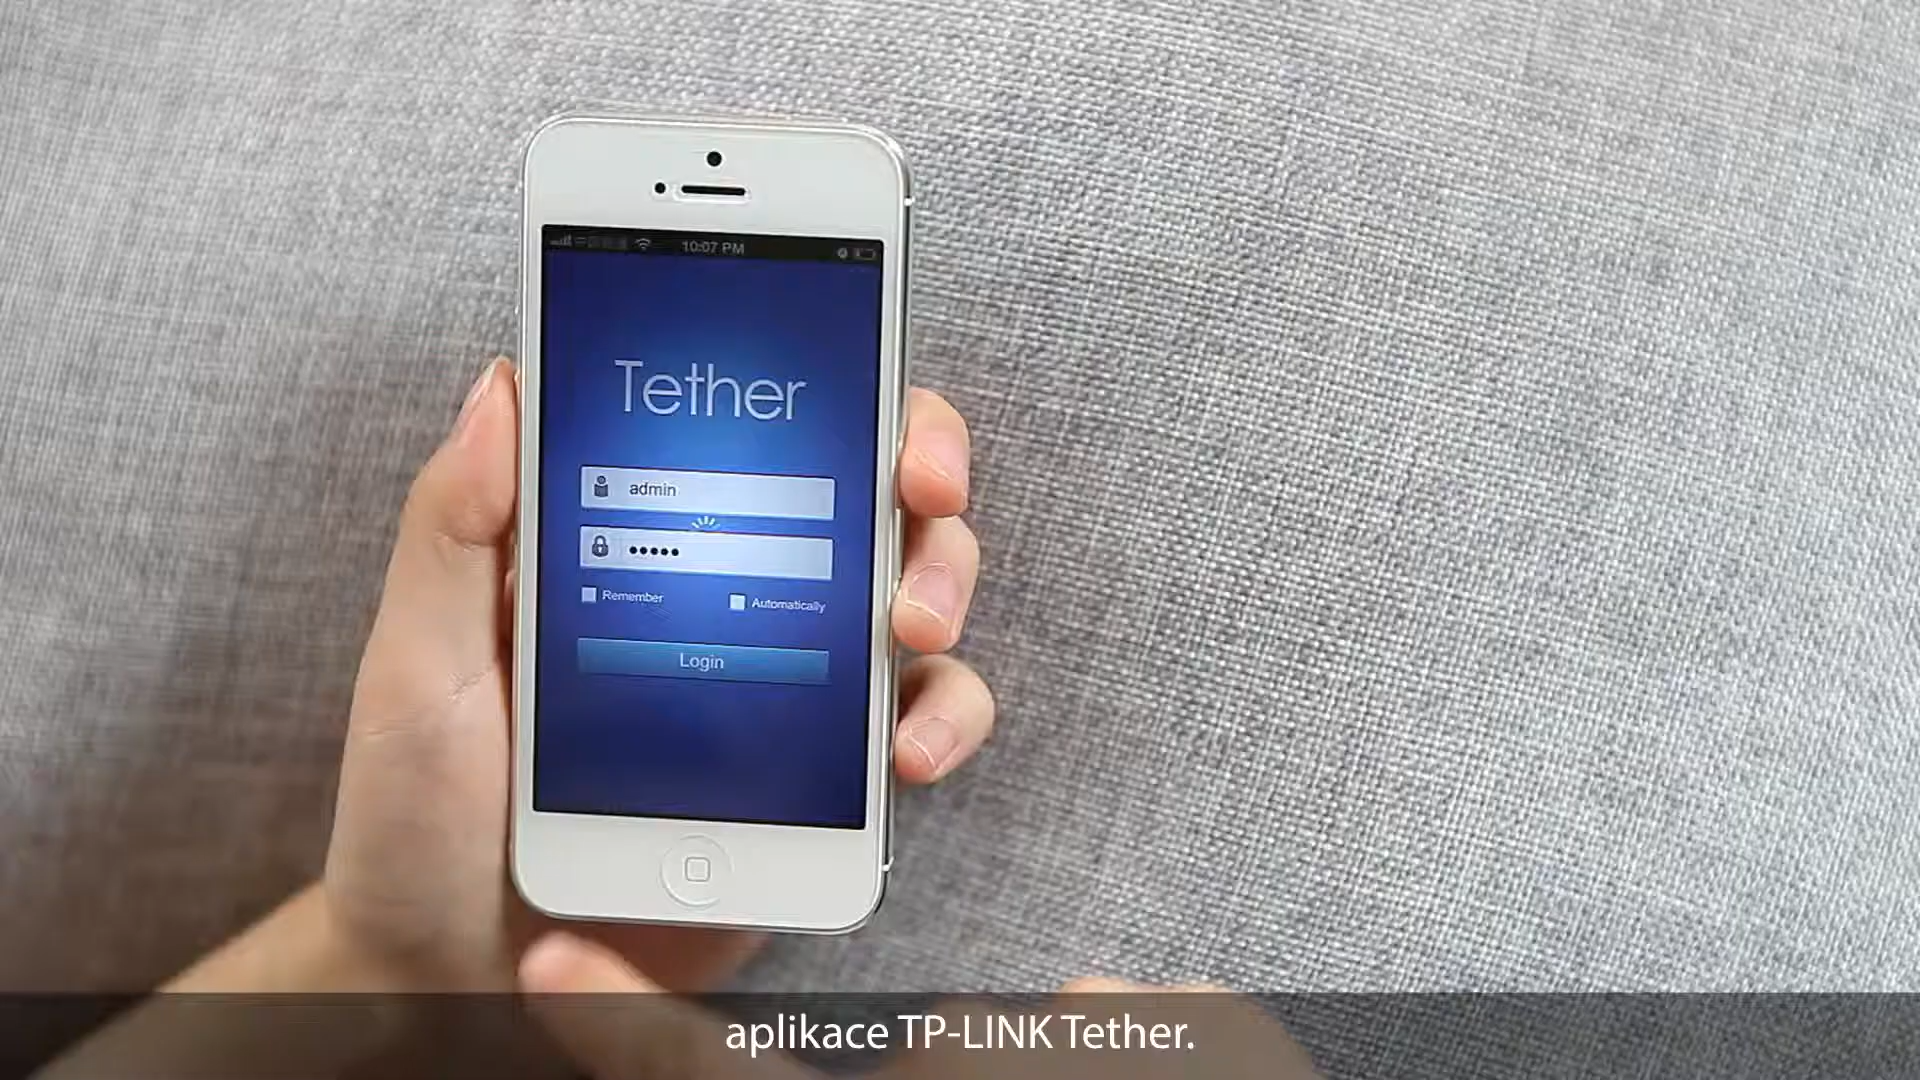 10:07 PM
Tether
admin
•••••
Remember
Automatically
Login
aplikace TP-LINK Tether.